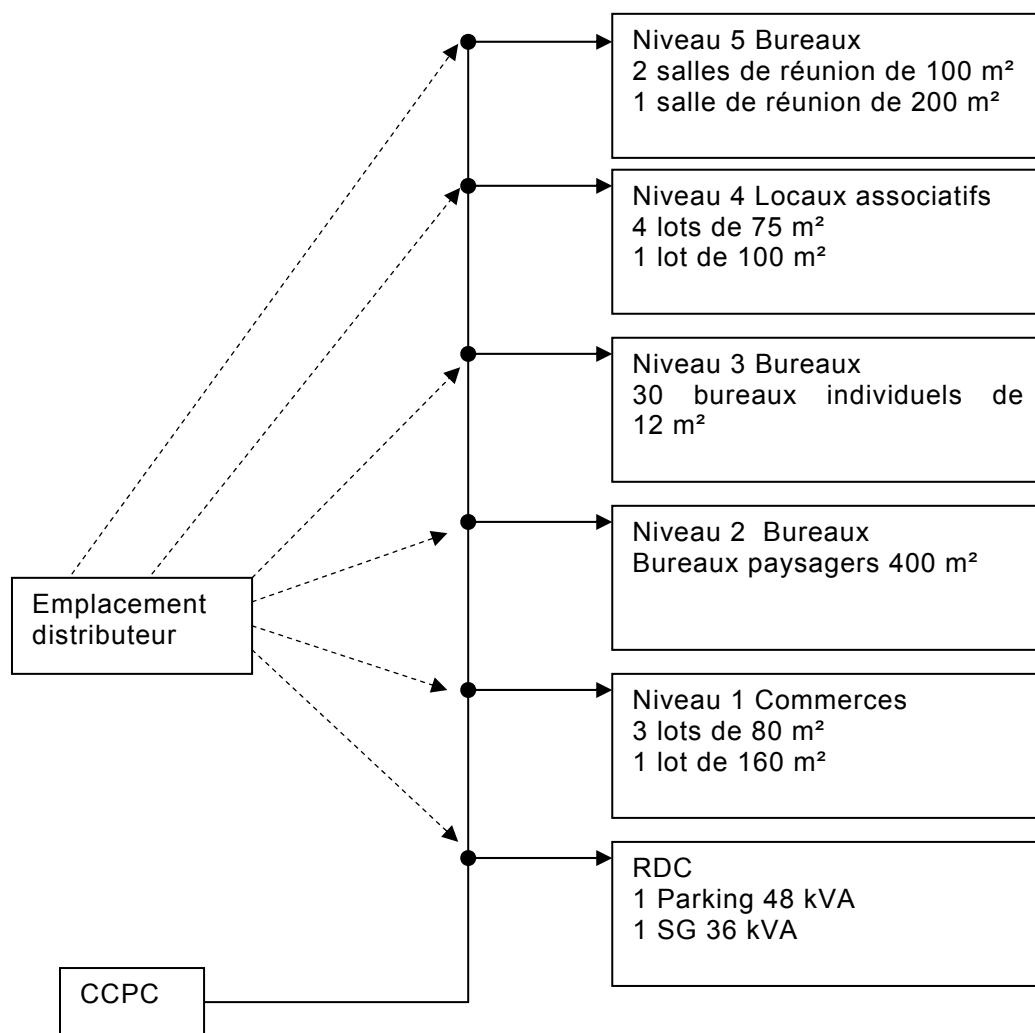 Niveau 5 Bureaux
2 salles de réunion de 100 m²
1 salle de réunion de 200 m²
Niveau 4 Locaux associatifs
4 lots de 75 m²
1 lot de 100 m²
Niveau 3 Bureaux
30 bureaux individuels de
12 m²
Niveau 2 Bureaux
Bureaux paysagers 400 m²
Emplacement
distributeur
Niveau 1 Commerces
3 lots de 80 m²
1 lot de 160 m²
RDC
1 Parking 48 kVA
1 SG 36 kVA
CCPC